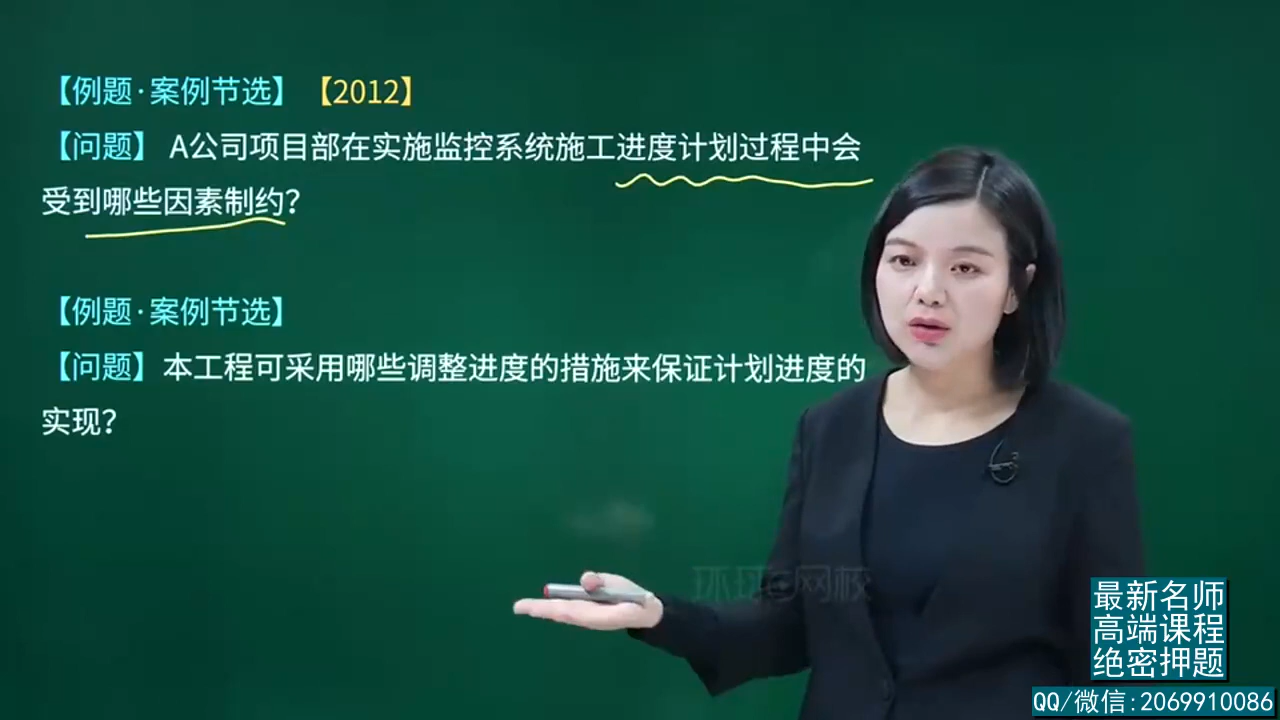 【例题·案例节选】【2012】
【问题】 A公司项目部在实施监控系统施工进度计划过程中会
受到哪些因素制约？
【例题·案例节选】
【问题】本工程可采用哪些调整进度的措施来保证计划进度的
实现？
环球网校
最新名师
高端课程
绝密押题
QQ/微信:2069910086